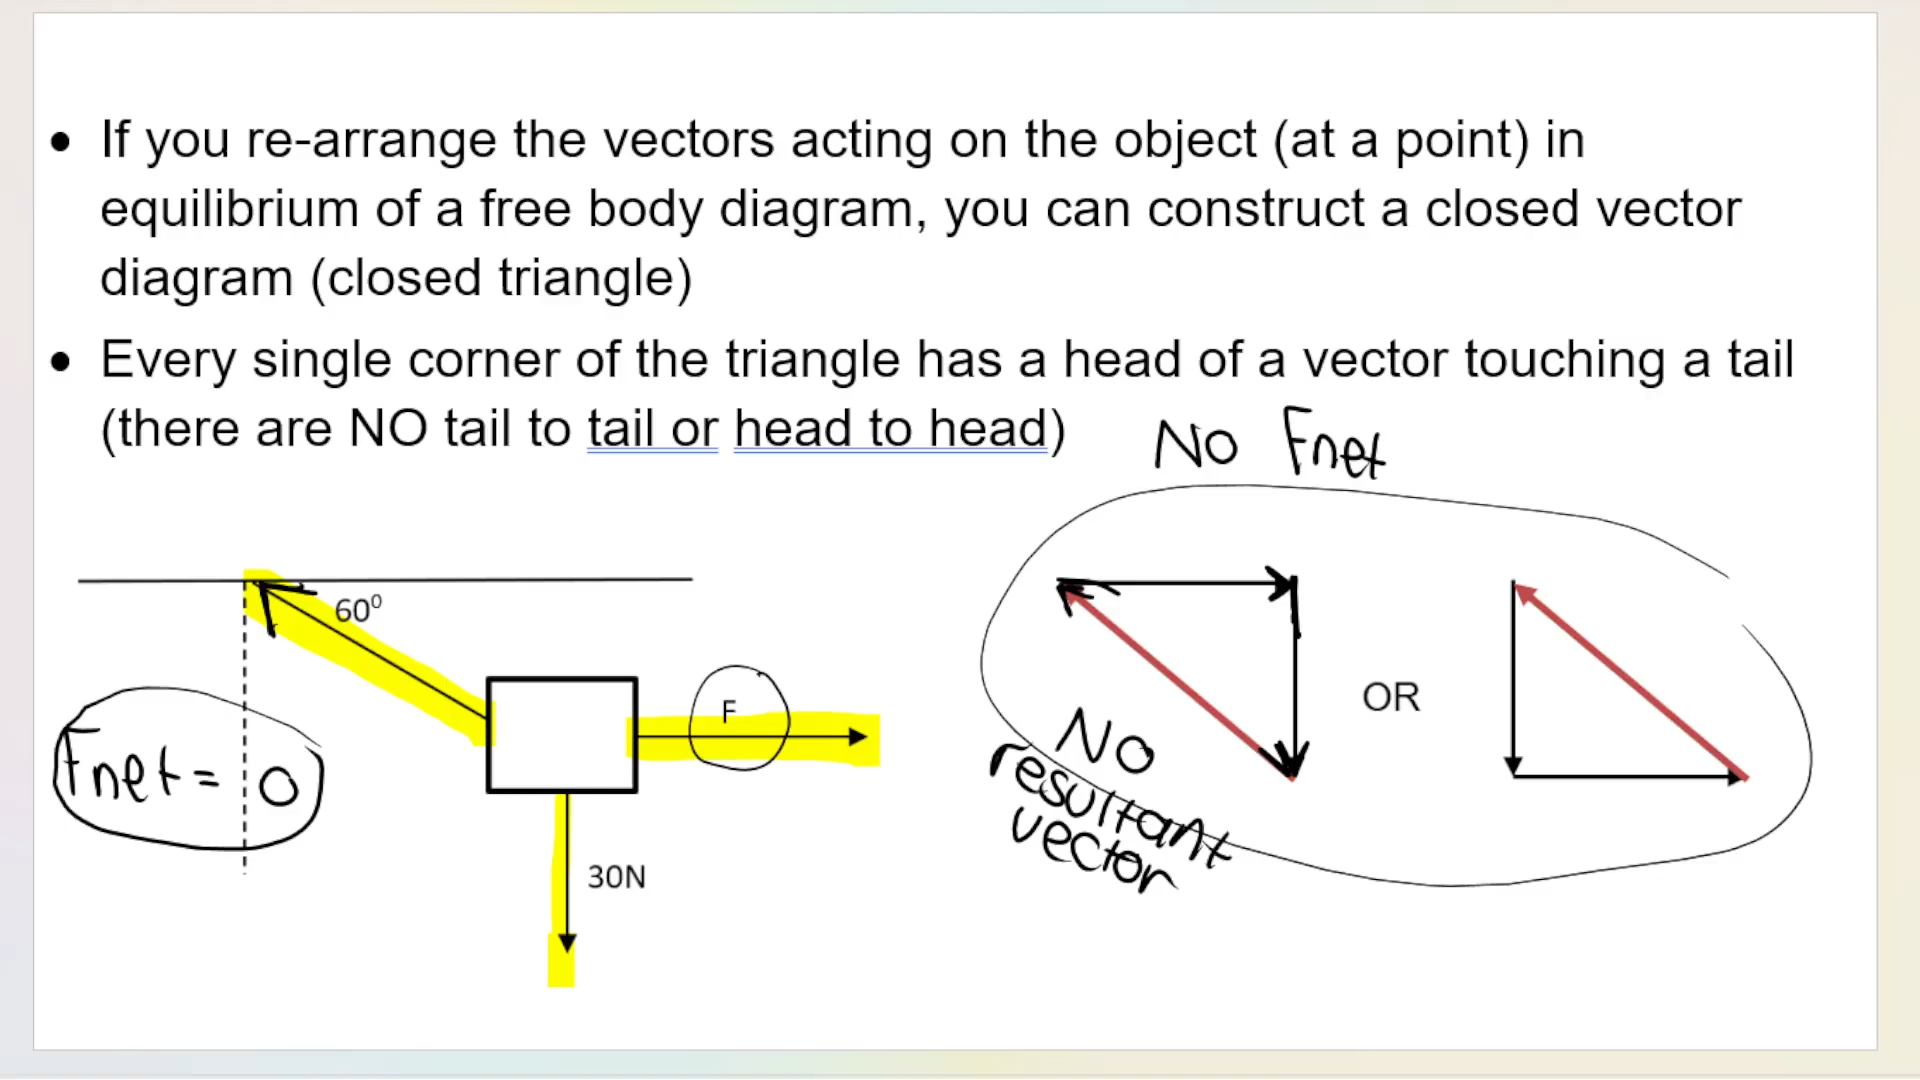 • If you re-arrange the vectors acting on the object (at a point) in
equilibrium of a free body diagram, you can construct a closed vector
diagram (closed triangle)
• Every single corner of the triangle has a head of a vector touching a tail
(there are NO tail to tail or head to head)
NO Fnet
60⁰
F
OR
Fnet = 0
NO
resultant
vector
30N